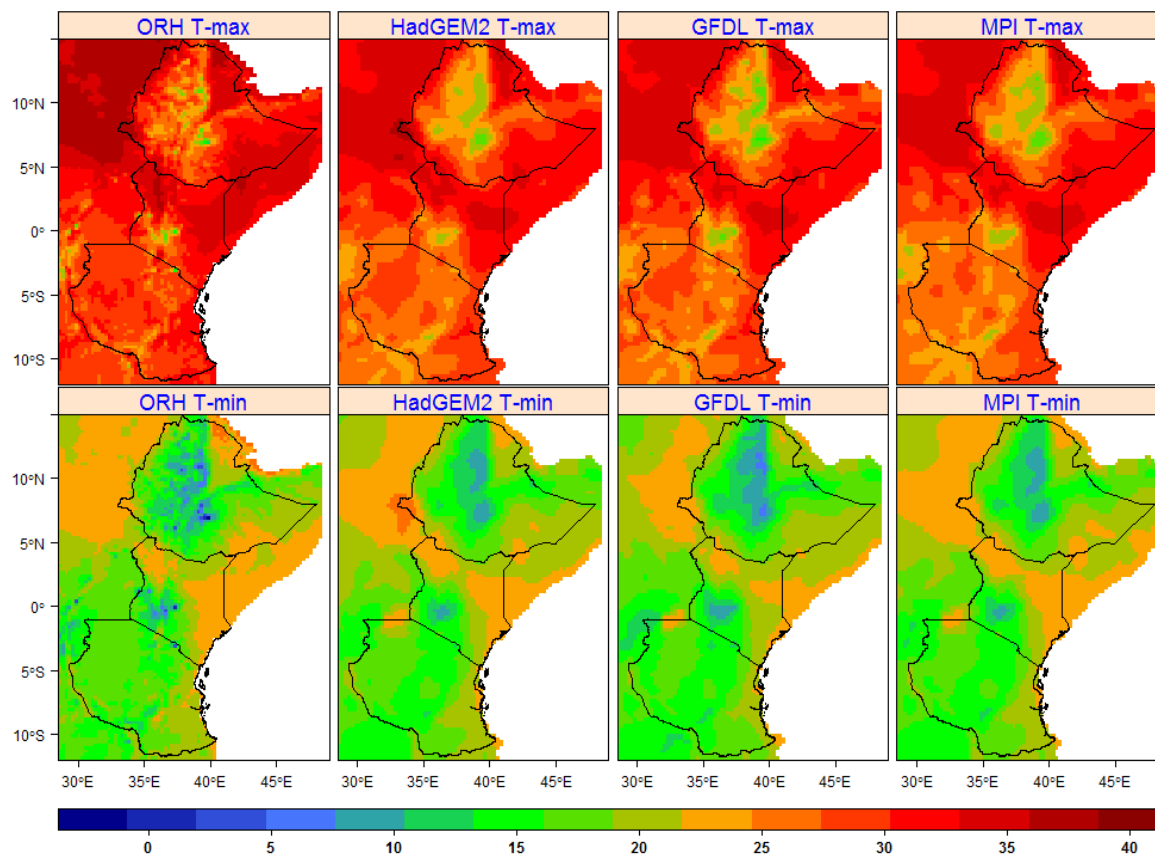 ORH T-max HadGEM2 T-max GFDL T-max MPI T-max
10°N
5°N
0°
5°S
10°S
ORH T-min HadGEM2 T-min GFDL T-min MPI T-min
10°N
5°N
0°
5°S
10°S
30°E 35°E 40°E 45°E 30°E 35°E 40°E 45°E 30°E 35°E 40°E 45°E 30°E 35°E 40°E 45°E
0 5 10 15 20 25 30 35 40